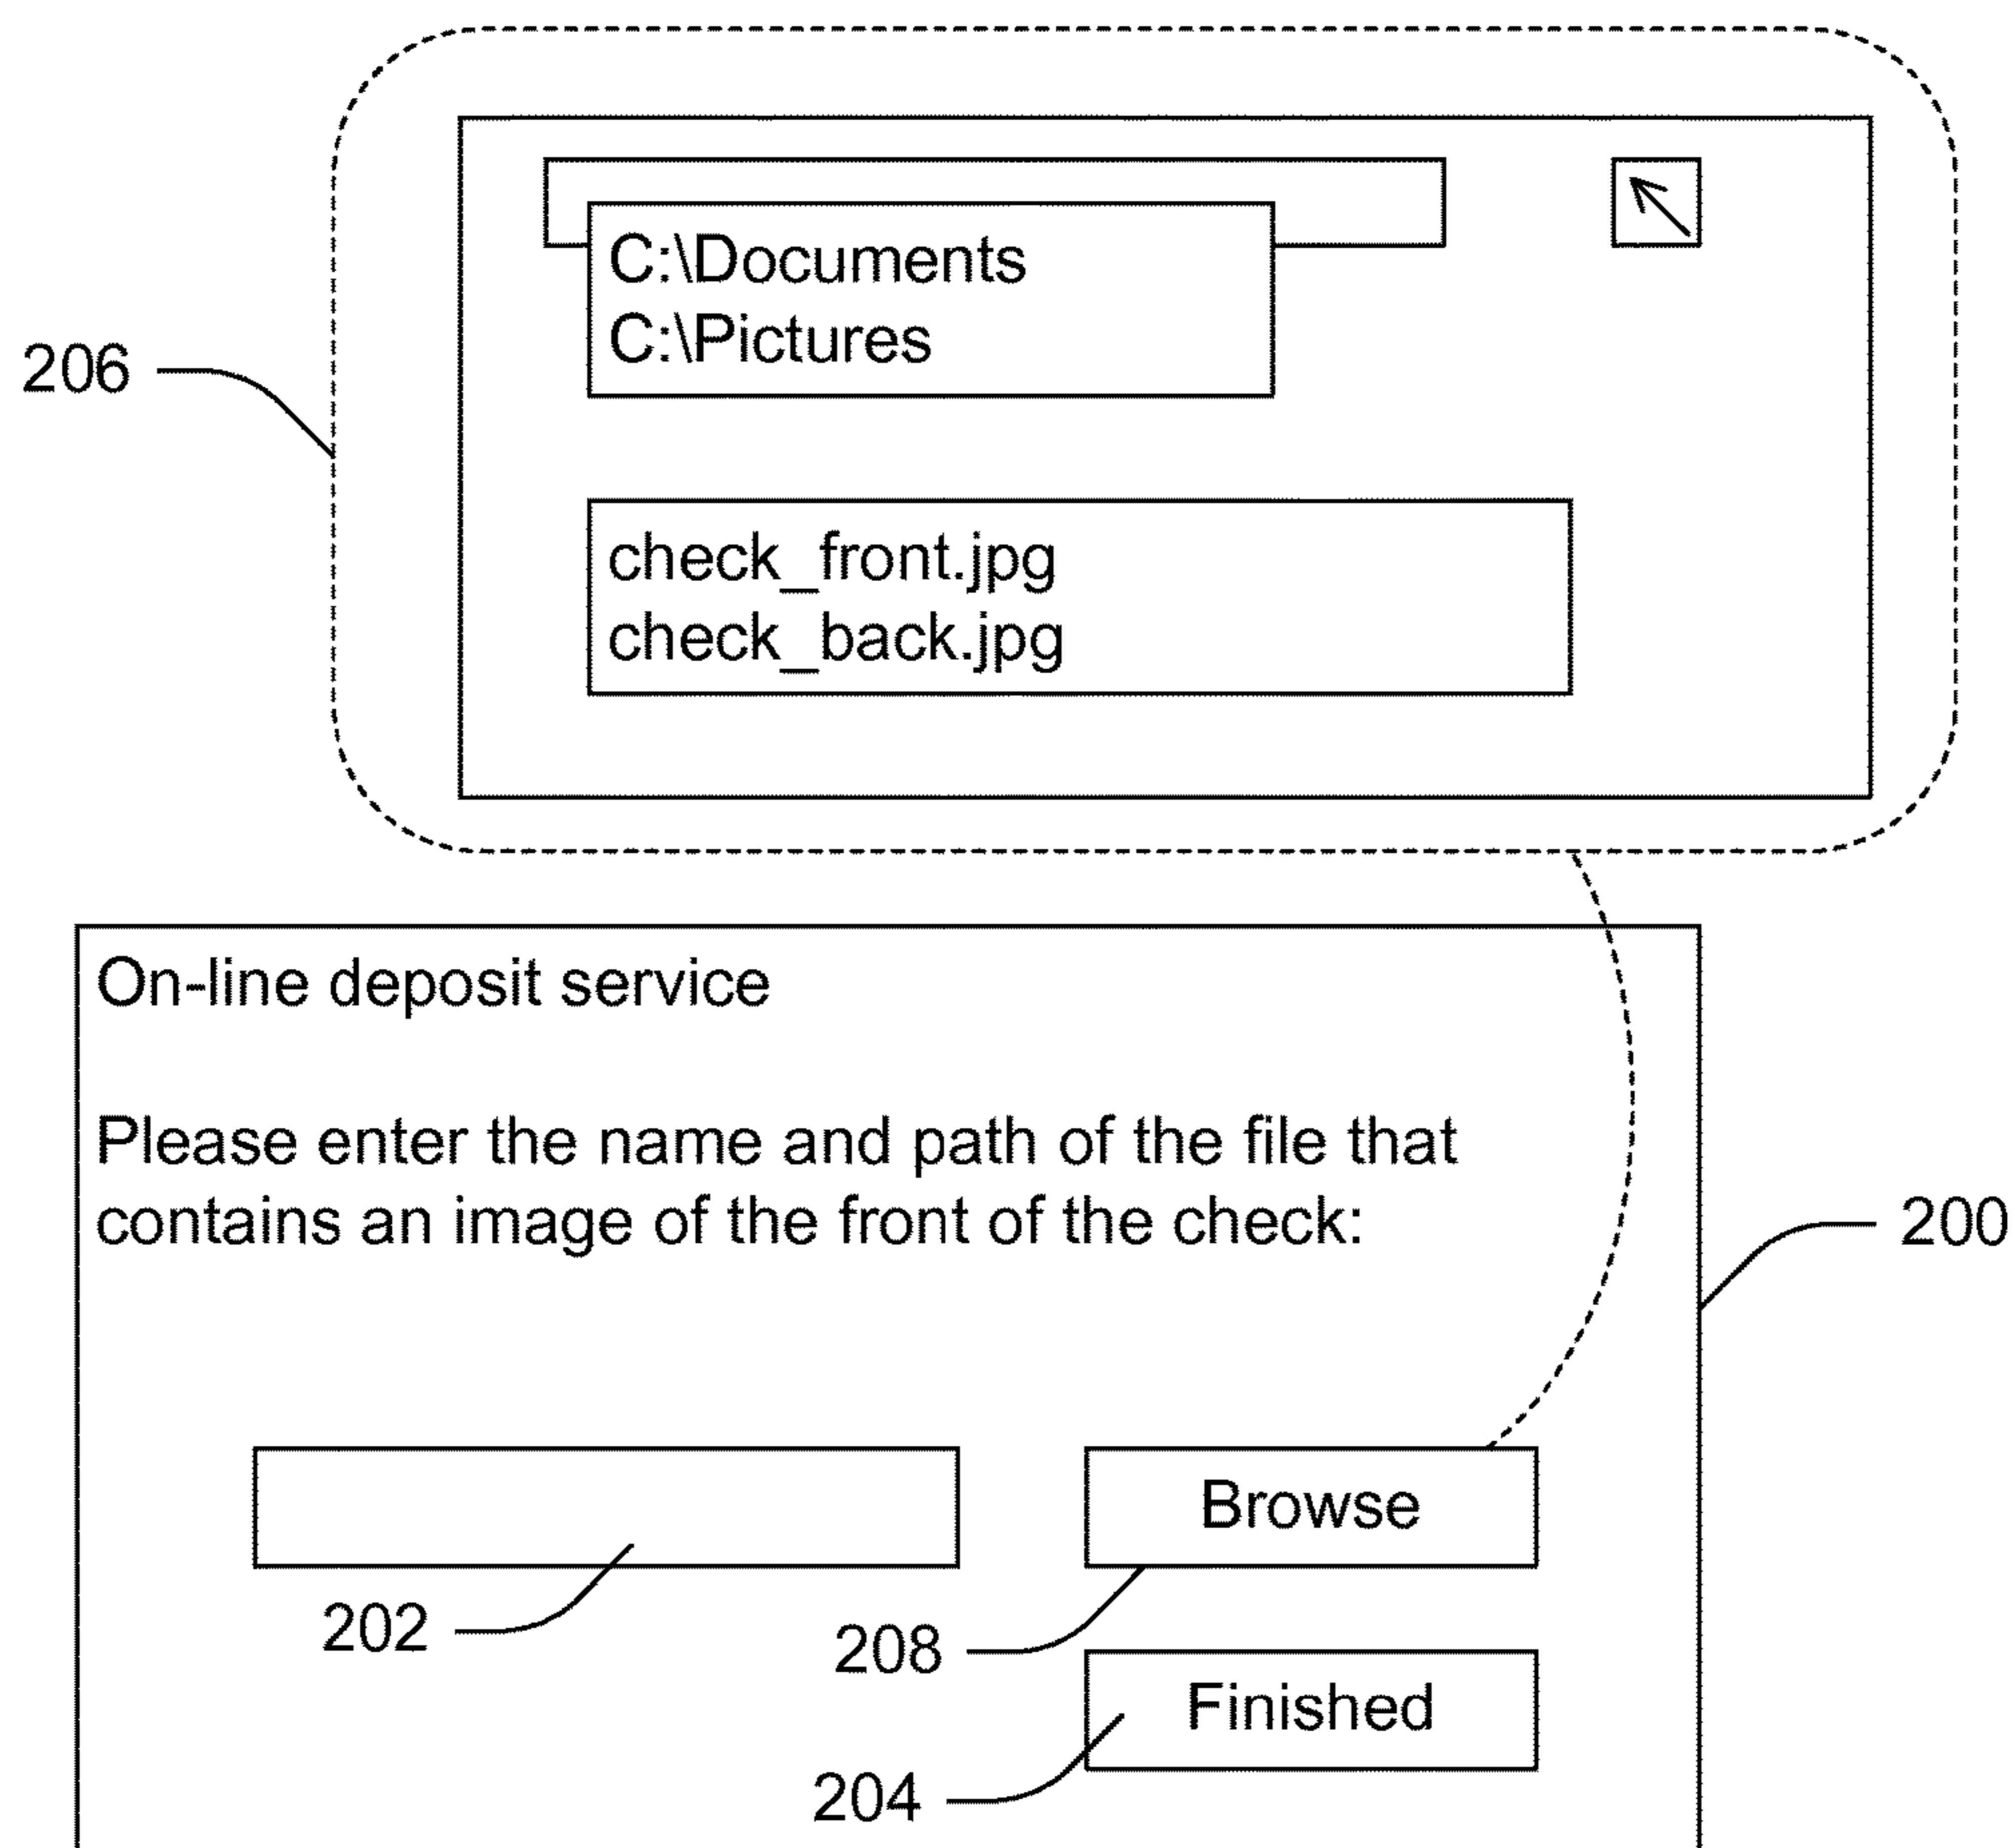 C:\Documents
C:\Pictures
206
check_front.jpg
check_back.jpg
On-line deposit service
Please enter the name and path of the file that
contains an image of the front of the check:
200
Browse
202
208
Finished
204